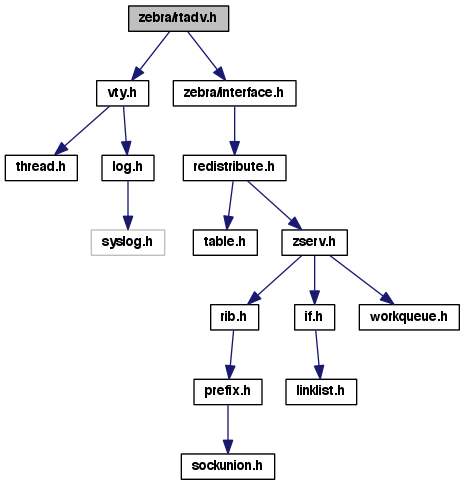 zebra/rtadv.h
vty.h
zebra/interface.h
thread.h
log.h
redistribute.h
syslog.h
table.h
zserv.h
rib.h
if.h
workqueue.h
prefix.h
linklist.h
sockunion.h